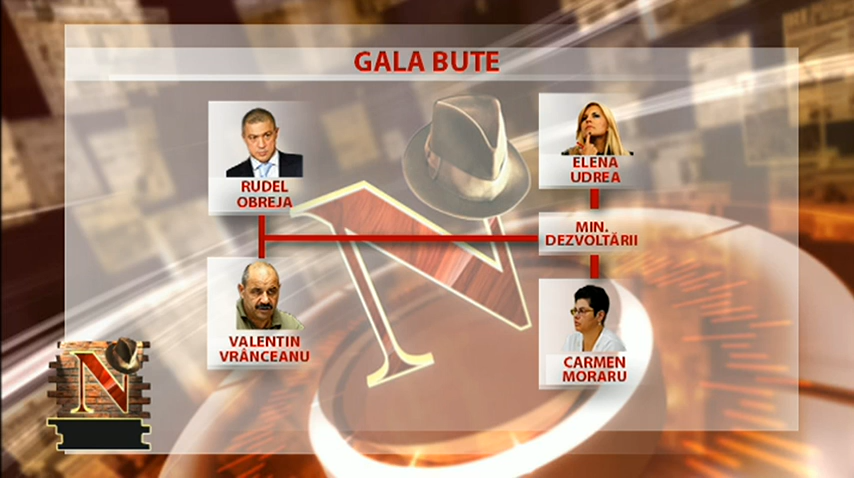 GALA BUTE
RUDEL
OBREJA
ELENA
UDREA
MIN.
DEZVOLTĂRII
VALENTIN
VRÂNCEANU
CARMEN
MORARU
N
N